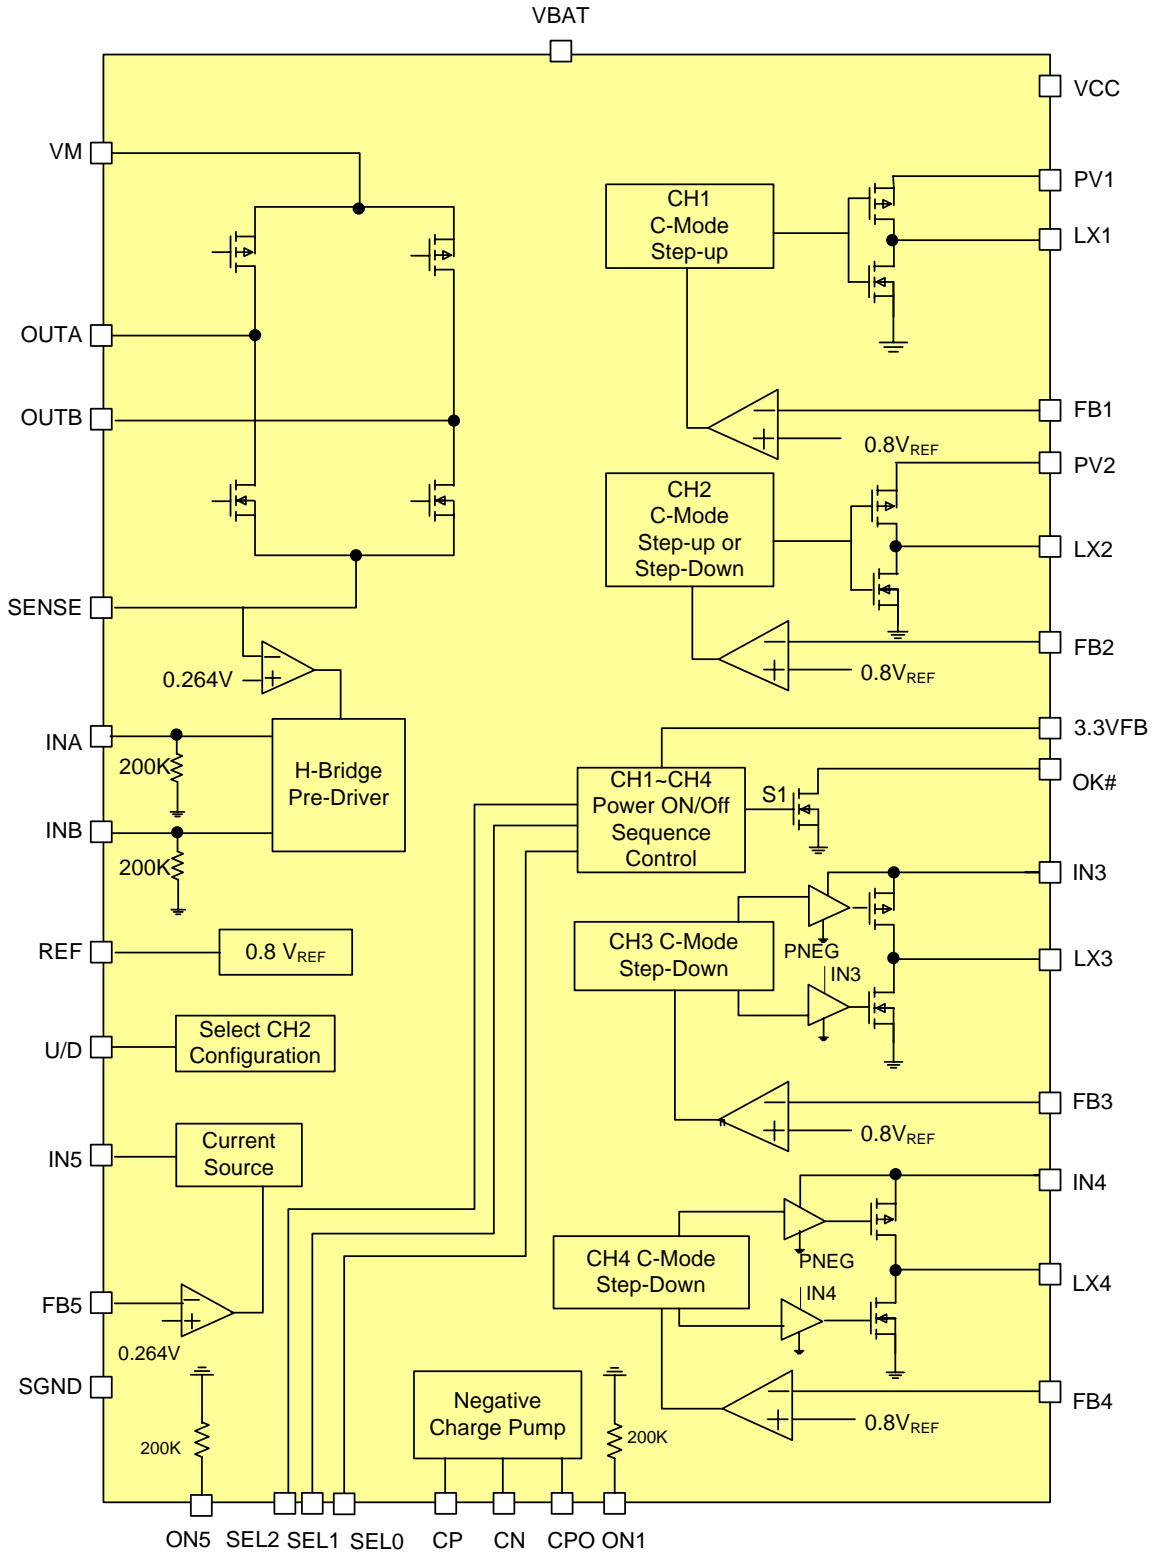 VBAT
VCC
VM
PV1
CH1
C-Mode
Step-up
LX1
OUTA
OUTB
FB1
0.8VREF
PV2
CH2
C-Mode
Step-up or
Step-Down
LX2
SENSE
0.264V
FB2
0.8VREF
INA
200K
H-Bridge
Pre-Driver
INB
200K
3.3VFB
CH1~CH4
Power ON/Off
Sequence
Control
S1
OK#
IN3
CH3 C-Mode
Step-Down
PNEG
IN3
LX3
REF
0.8 VREF
U/D
Select CH2
Configuration
FB3
0.8VREF
IN5
Current
Source
IN4
CH4 C-Mode
Step-Down
PNEG
IN4
LX4
FB5
0.264V
SGND
200K
Negative
Charge Pump
200K
FB4
0.8VREF
ON5
SEL2
SEL1
SEL0
CP
CN
CPO
ON1